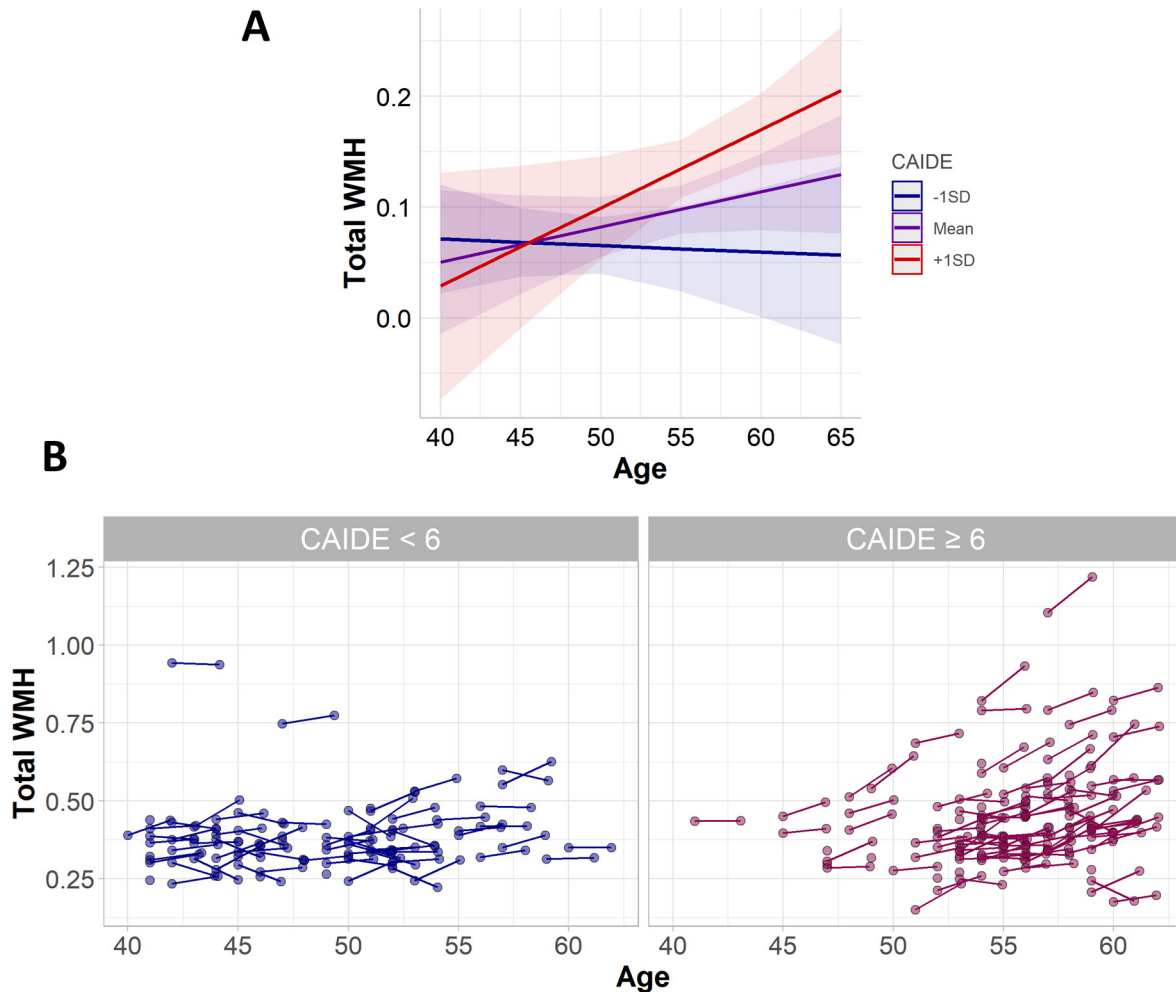 A
Total WMH
0.2
0.1
0.0
40 45 50 55 60 65
Age
CAIDE
-1SD
Mean
+1SD
B
CAIDE < 6
CAIDE ≥ 6
Total WMH
1.25
1.00
0.75
0.50
0.25
40 45 50 55 60
40 45 50 55 60
Age